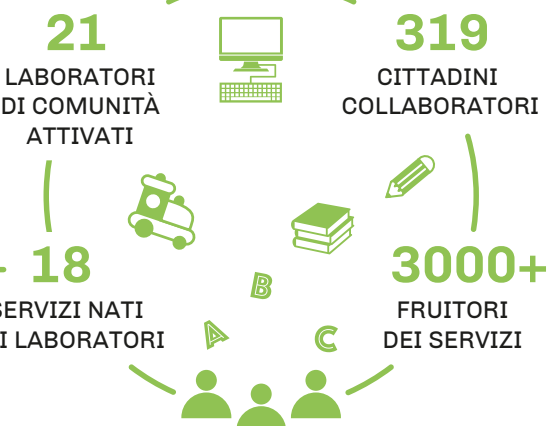 21
LABORATORI
DI COMUNITÀ
ATTIVATI
319
CITTADINI
COLLABORATORI
18
SERVIZI NATI
I LABORATORI
3000+
FRUITORI
DEI SERVIZI
B
A
C